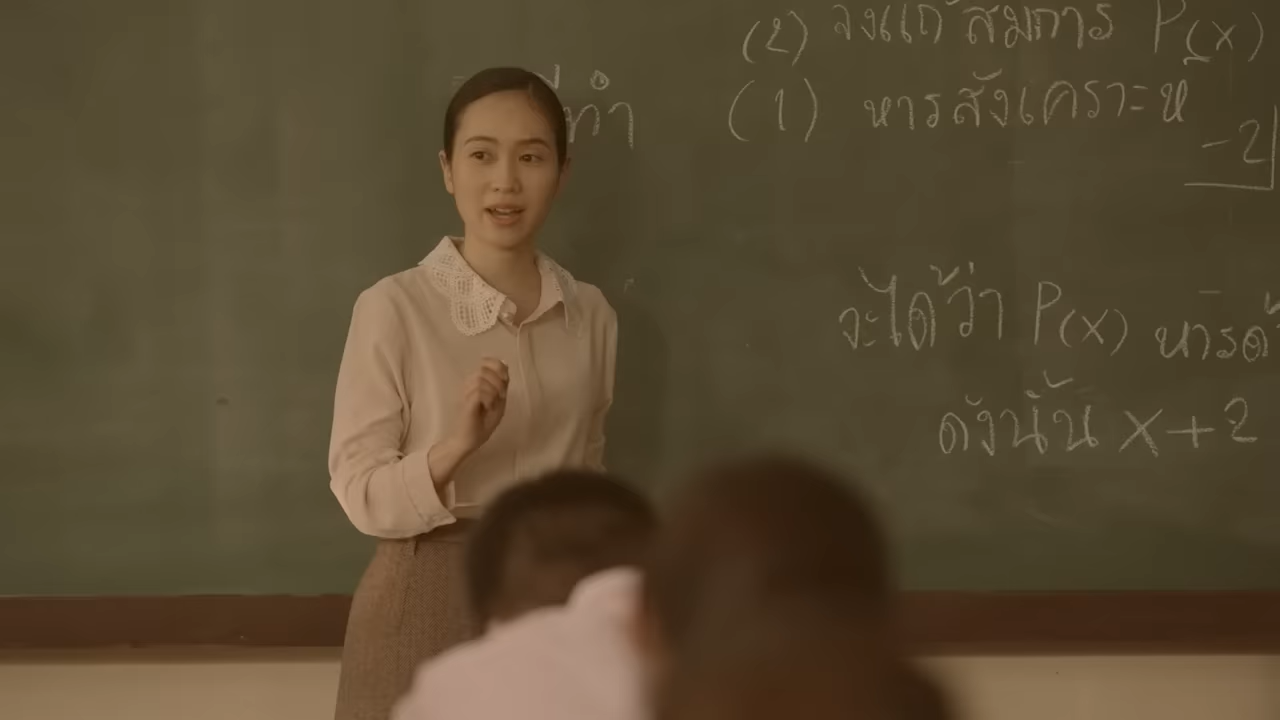 (2) จงแก้สมการ P(x)
ทำ
(1) หารสังเคราะห์
-2
จะได้ว่า P(x) หารด้
ดังนั้น x+2